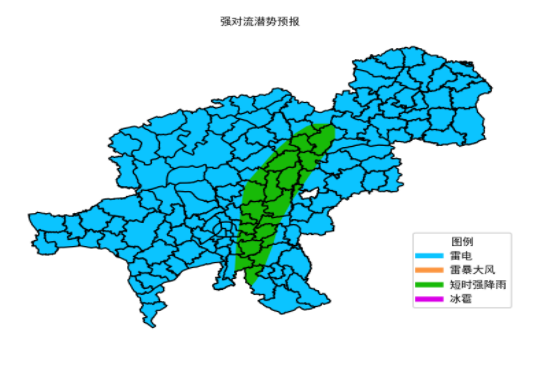 强对流潜势预报
图例
雷电
雷暴大风
短时强降雨
冰雹